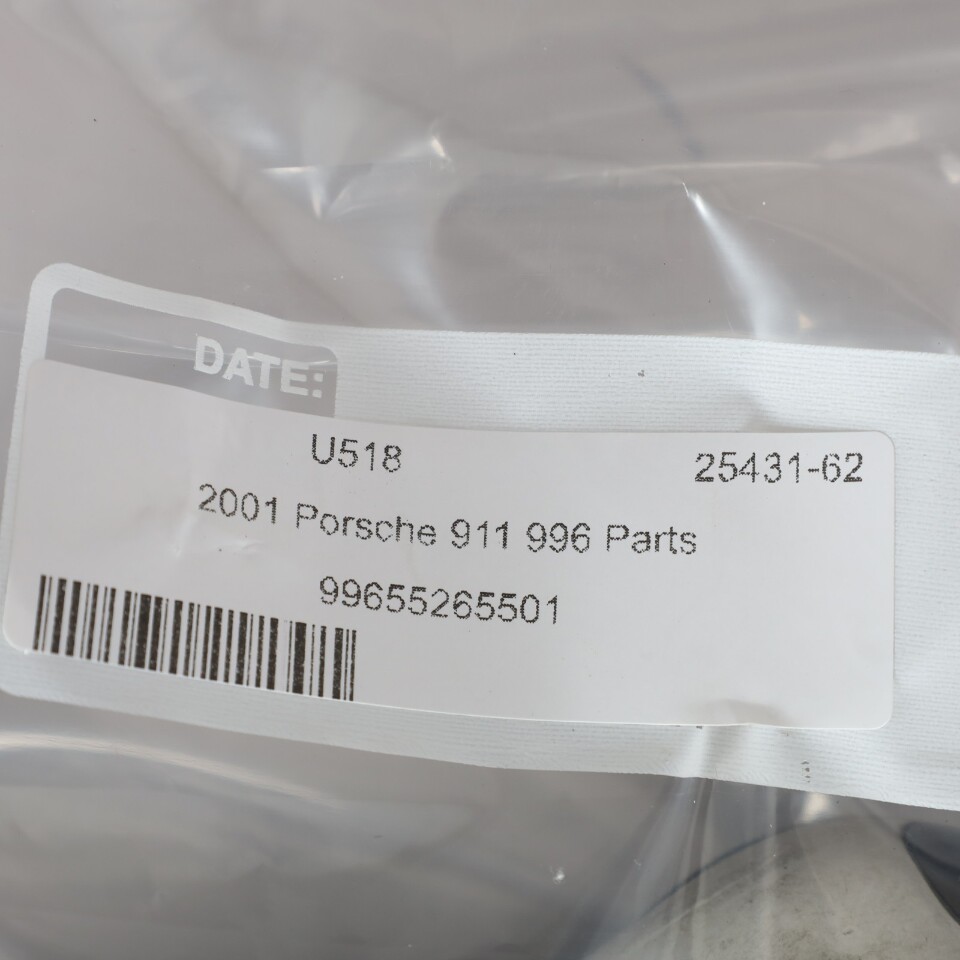 DATE:
U518 25431-62
2001 Porsche 911 996 Parts
99655265501